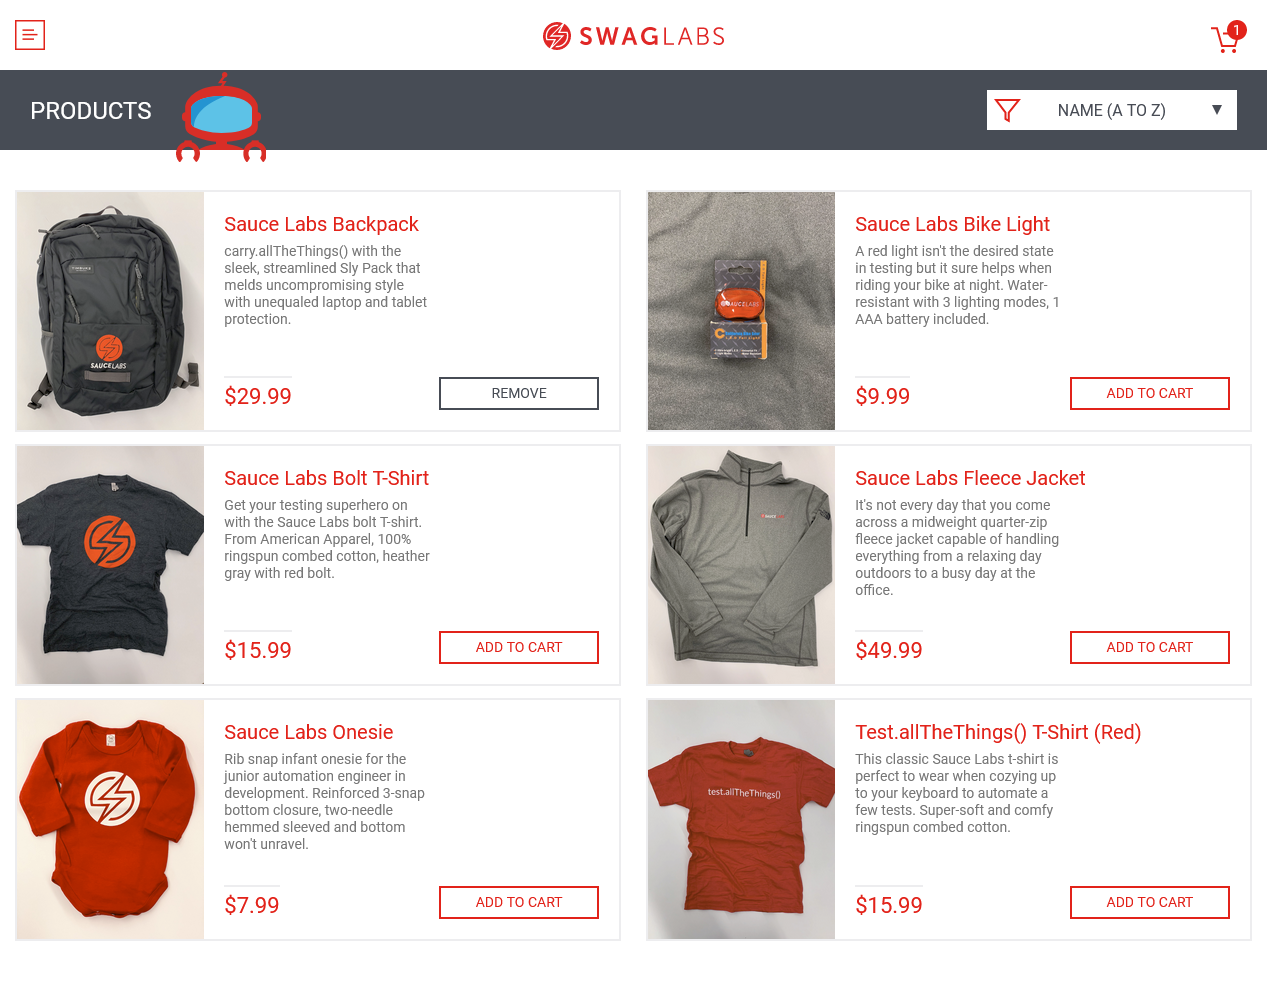 SWAGLABS
1
PRODUCTS
NAME (A TO Z)
Sauce Labs Backpack
carry.allTheThings() with the
sleek, streamlined Sly Pack that
melds uncompromising style
with unequaled laptop and tablet
protection.
$29.99
REMOVE
SAUCELABS
Sauce Labs Bike Light
A red light isn't the desired state
in testing but it sure helps when
riding your bike at night. Water-
resistant with 3 lighting modes, 1
AAA battery included.
$9.99
ADD TO CART
SAUCELABS
Sauce Labs Bolt T-Shirt
Get your testing superhero on
with the Sauce Labs bolt T-shirt.
From American Apparel, 100%
ringspun combed cotton, heather
gray with red bolt.
$15.99
ADD TO CART
Sauce Labs Fleece Jacket
It's not every day that you come
across a midweight quarter-zip
fleece jacket capable of handling
everything from a relaxing day
outdoors to a busy day at the
office.
$49.99
ADD TO CART
Sauce Labs Onesie
Rib snap infant onesie for the
junior automation engineer in
development. Reinforced 3-snap
bottom closure, two-needle
hemmed sleeved and bottom
won't unravel.
$7.99
ADD TO CART
test.allTheThings()
Test.allTheThings() T-Shirt (Red)
This classic Sauce Labs t-shirt is
perfect to wear when cozying up
to your keyboard to automate a
few tests. Super-soft and comfy
ringspun combed cotton.
$15.99
ADD TO CART